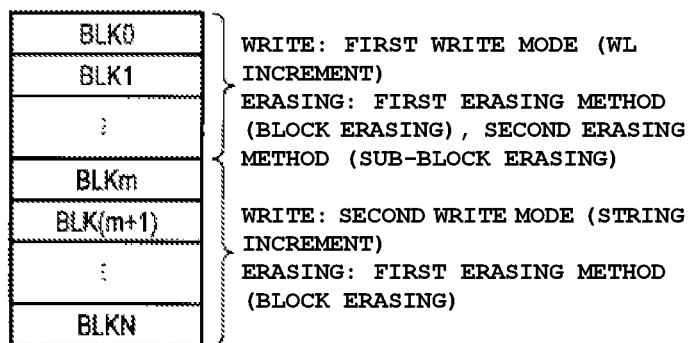 BLK0
BLK1
⋮
BLKm
BLK(m+1)
⋮
BLKN
WRITE: FIRST WRITE MODE (WL
INCREMENT)
ERASING: FIRST ERASING METHOD
(BLOCK ERASING), SECOND ERASING
METHOD (SUB-BLOCK ERASING)
WRITE: SECOND WRITE MODE (STRING
INCREMENT)
ERASING: FIRST ERASING METHOD
(BLOCK ERASING)